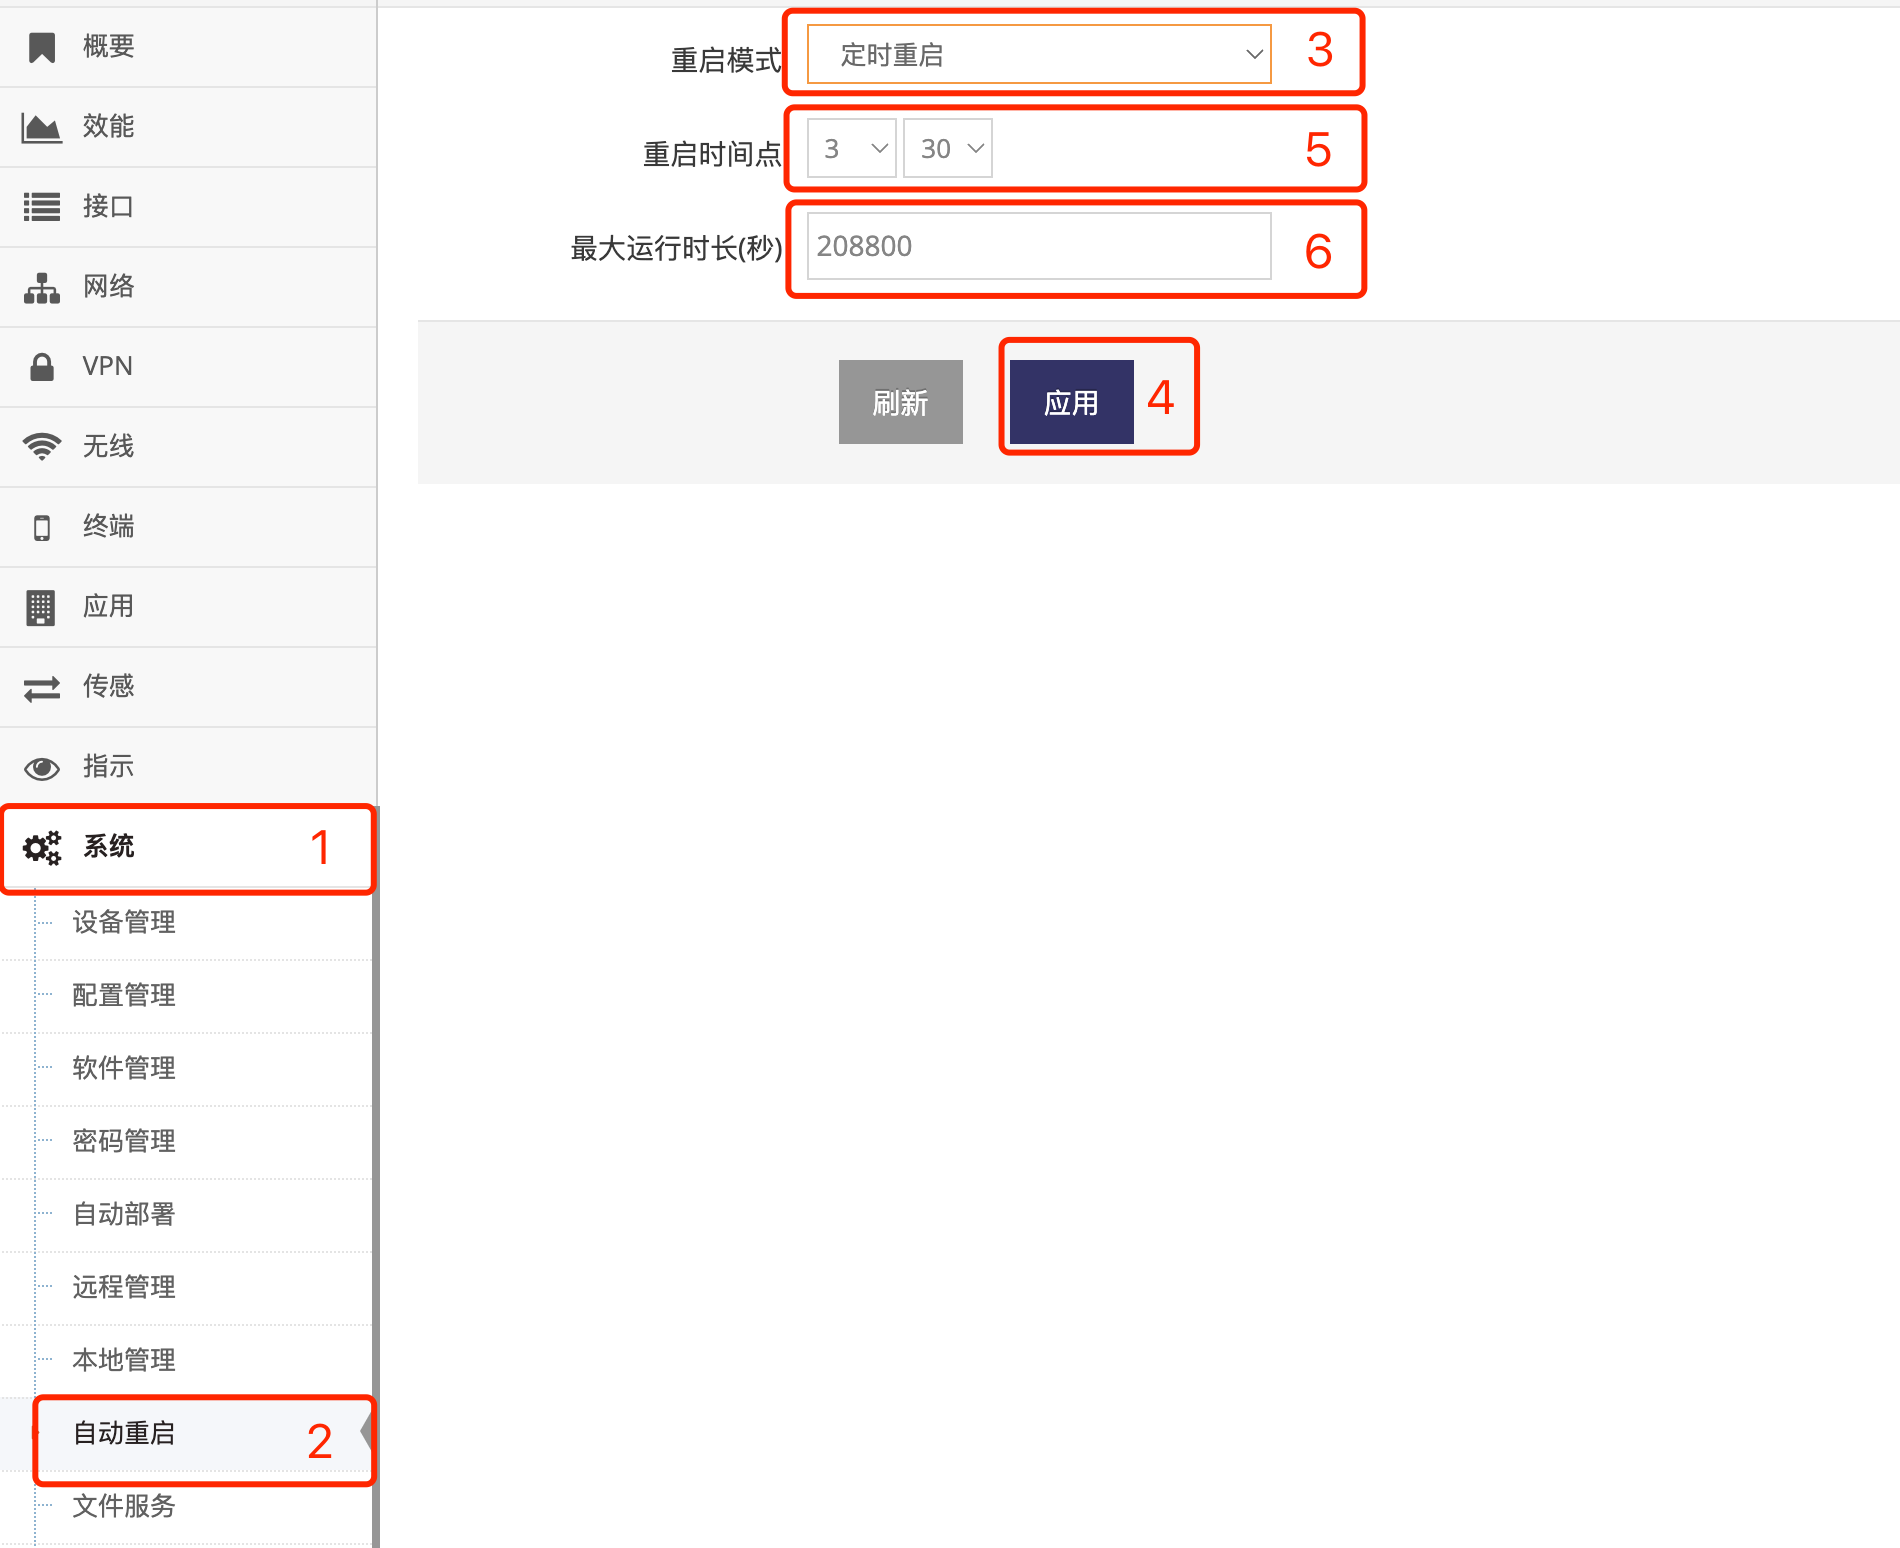 概要
效能
接口
网络
VPN
无线
终端
应用
传感
指示
系统 1
设备管理
配置管理
软件管理
密码管理
自动部署
远程管理
本地管理
自动重启 2
文件服务
重启模式 定时重启 3
重启时间点 3 30 5
最大运行时长(秒) 208800 6
刷新 应用 4